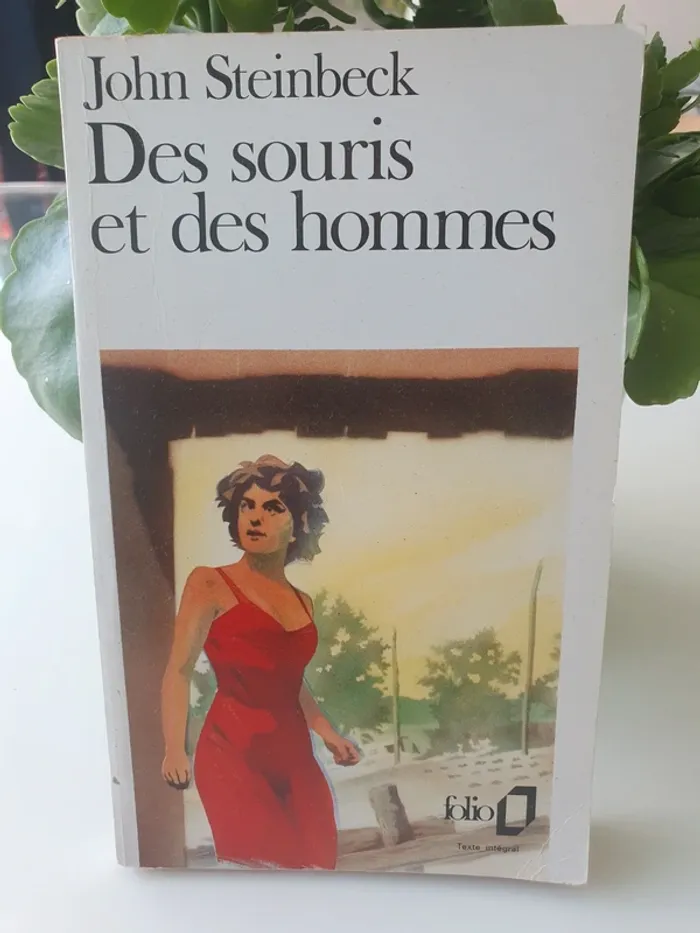 John Steinbeck
Des souris
et des hommes
folio
Texte intégral